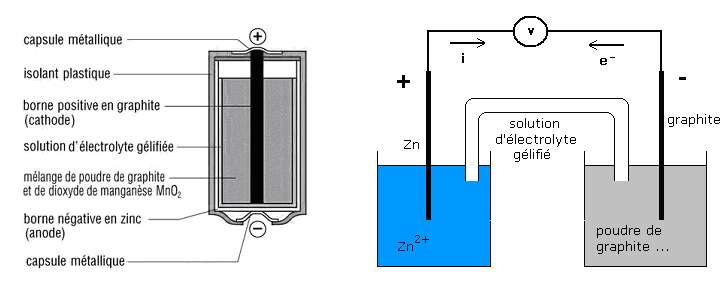 capsule métallique
+
isolant plastique
borne positive en graphite
(cathode)
solution d'électrolyte gélifiée
mélange de poudre de graphite
et de dioxyde de manganèse MnO₂
borne négative en zinc
(anode)
capsule métallique
−
V
i
e⁻
+
-
Zn
solution
d'électrolyte
gélifié
graphite
Zn²⁺
poudre de
graphite ...